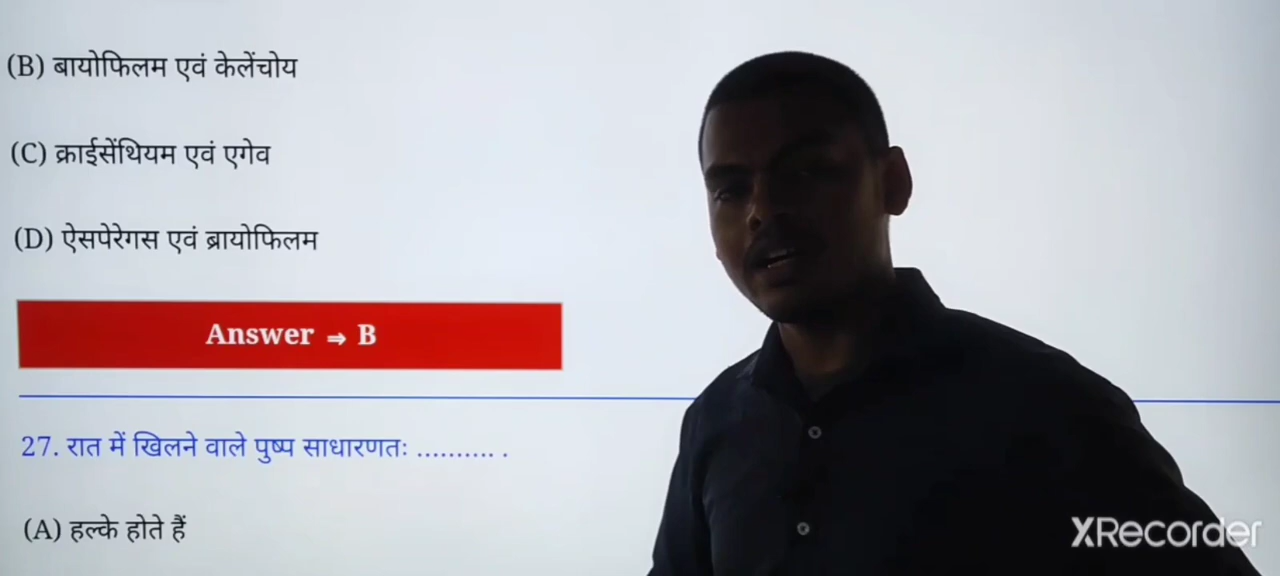 (B) बायोफिलम एवं केलेंचोय
(C) क्राईसेंथियम एवं एगेव
(D) ऐसपेरेगस एवं ब्रायोफिलम
Answer ⇒ B
27. रात में खिलने वाले पुष्प साधारणतः .......... .
(A) हल्के होते हैं
XRecorder